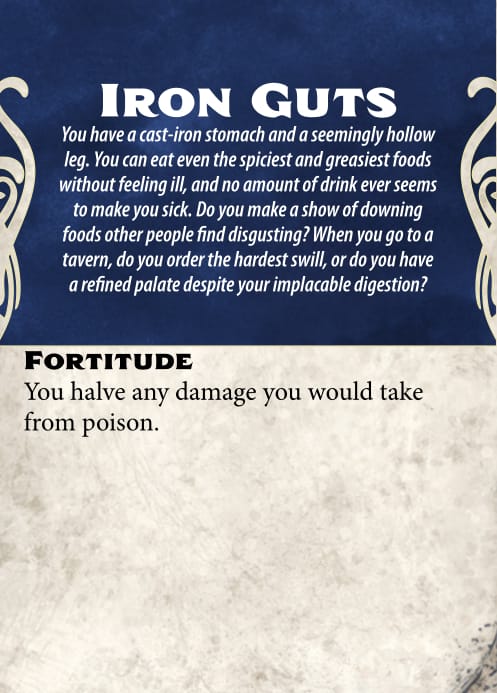 Iron Guts
You have a cast-iron stomach and a seemingly hollow
leg. You can eat even the spiciest and greasiest foods
without feeling ill, and no amount of drink ever seems
to make you sick. Do you make a show of downing
foods other people find disgusting? When you go to a
tavern, do you order the hardest swill, or do you have
a refined palate despite your implacable digestion?
Fortitude
You halve any damage you would take
from poison.